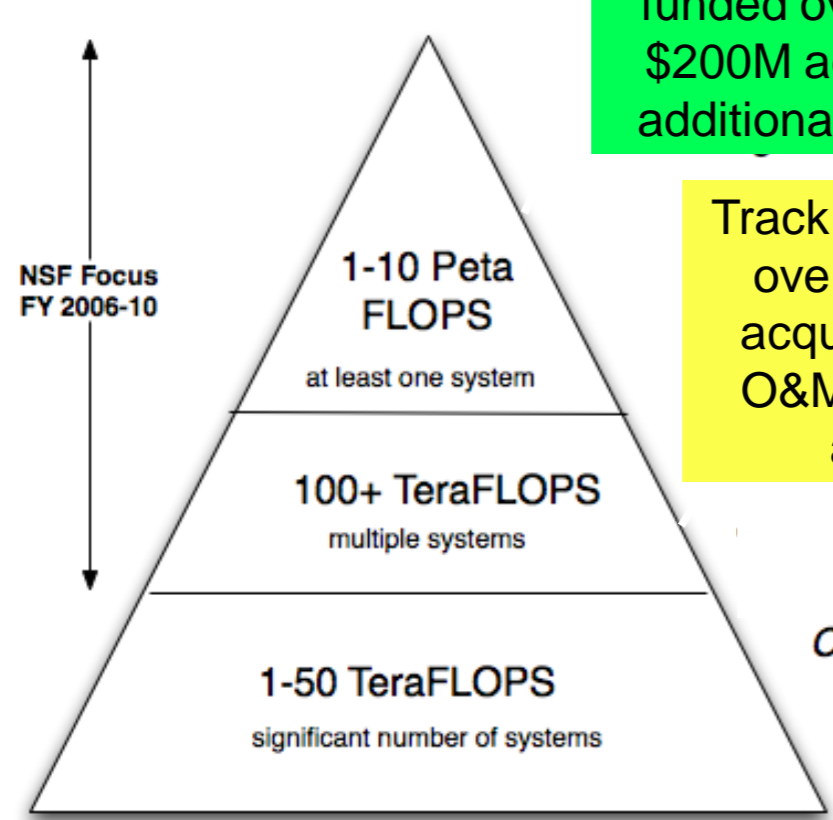 funded
$200M
additiona
Track
ove
acqu
O&M
NSF Focus
FY 2006-10
1-10 Peta
FLOPS
at least one system
100+ TeraFLOPS
multiple systems
1-50 TeraFLOPS
significant number of systems